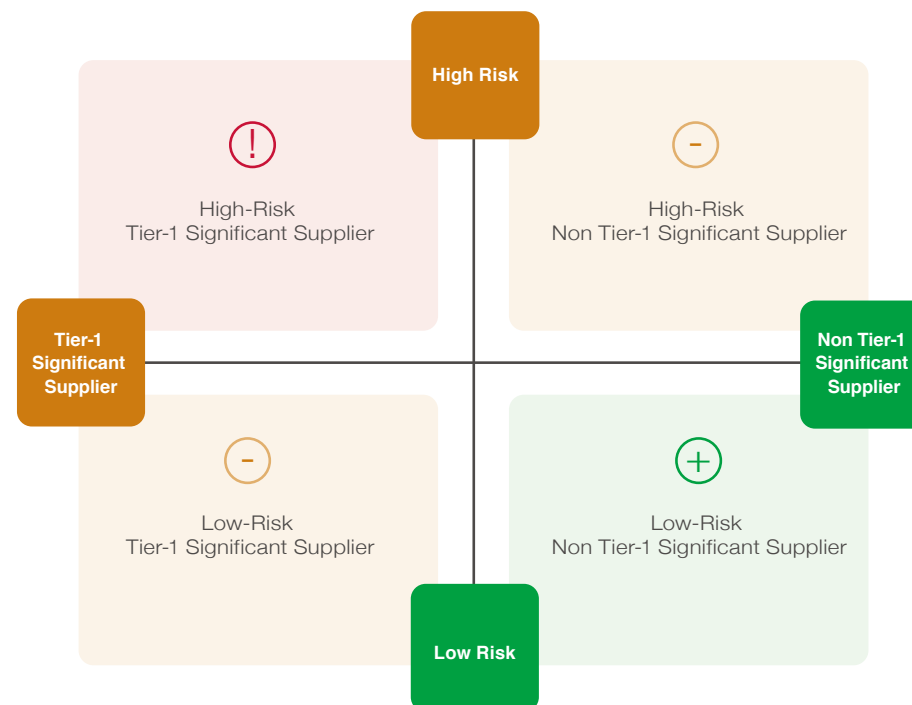 High Risk
!
High-Risk
Tier-1 Significant Supplier
-
High-Risk
Non Tier-1 Significant Supplier
Tier-1
Significant
Supplier
Non Tier-1
Significant
Supplier
-
Low-Risk
Tier-1 Significant Supplier
+
Low-Risk
Non Tier-1 Significant Supplier
Low Risk